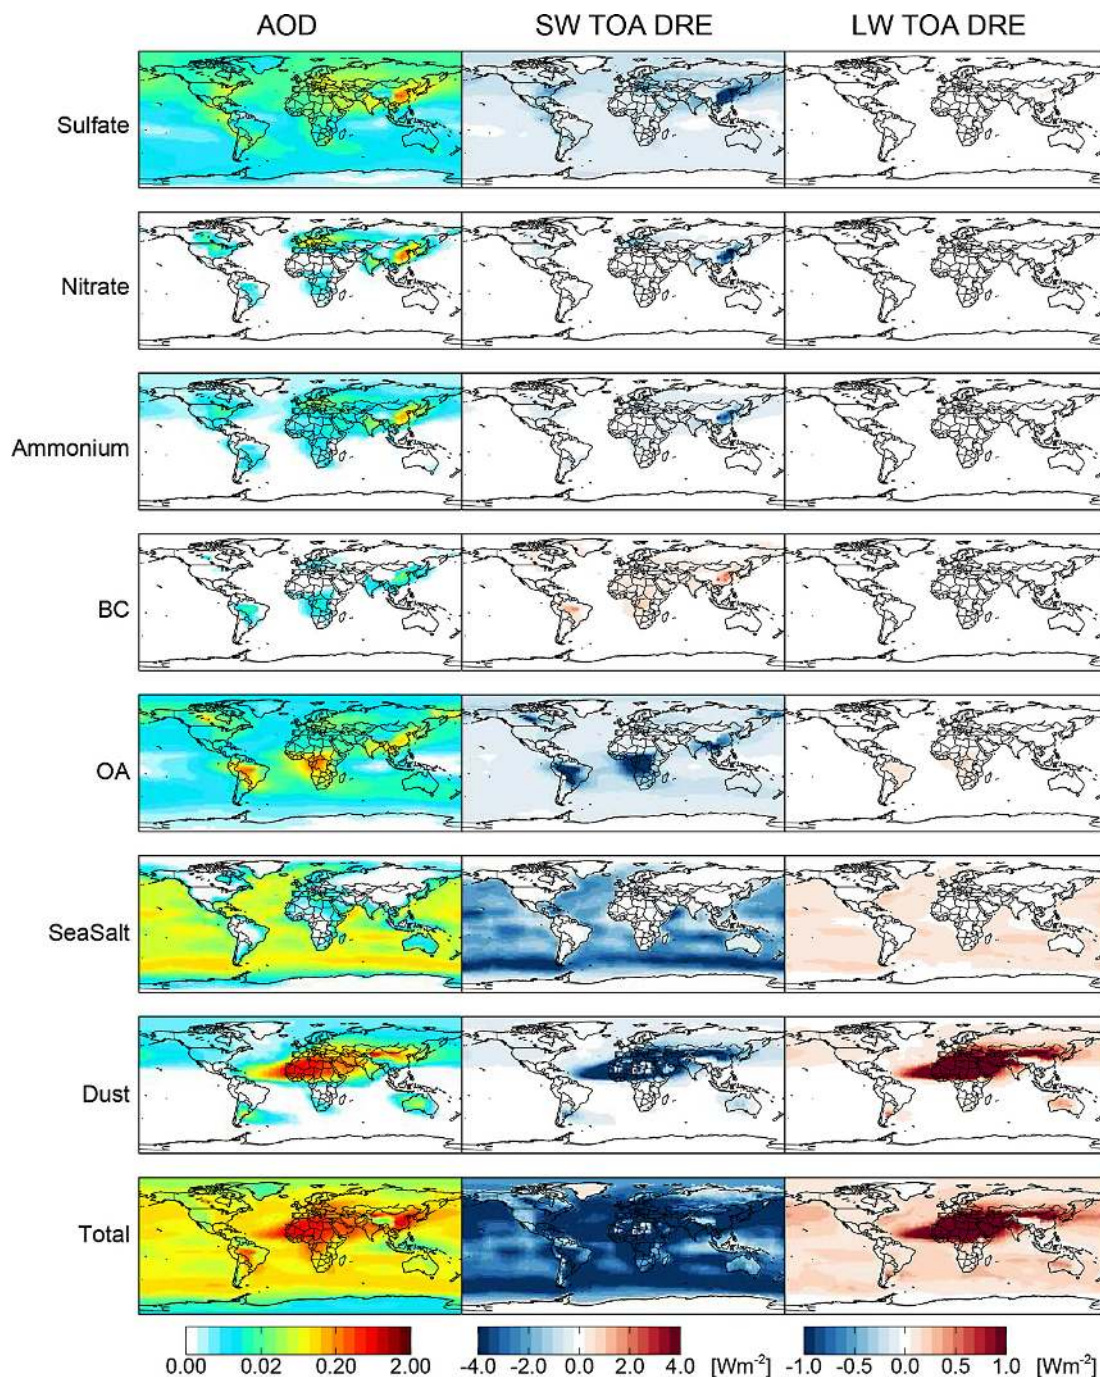 AOD SW TOA DRE LW TOA DRE
Sulfate
Nitrate
Ammonium
BC
OA
SeaSalt
Dust
Total
0.00 0.02 0.20 2.00 -4.0 -2.0 0.0 2.0 4.0 [Wm⁻²] -1.0 -0.5 0.0 0.5 1.0 [Wm⁻²]